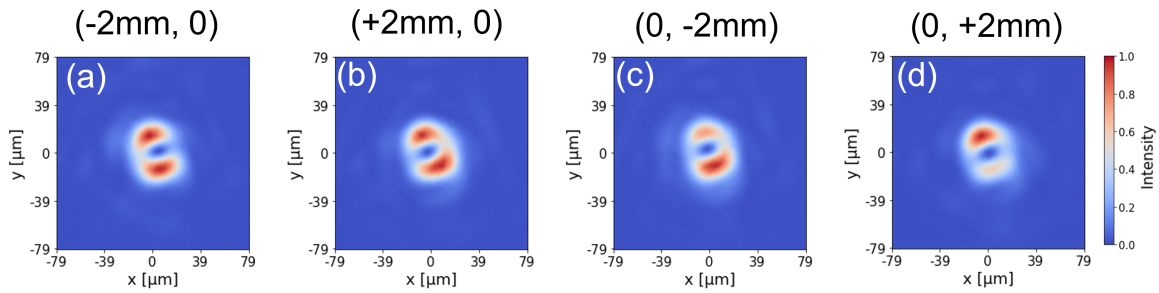 (-2mm, 0)
(+2mm, 0)
(0, -2mm)
(0, +2mm)
(a)
(b)
(c)
(d)
79
39
0
-39
-79
y [µm]
-79 -39 0 39 79
x [µm]
79
39
0
-39
-79
y [µm]
-79 -39 0 39 79
x [µm]
79
39
0
-39
-79
y [µm]
-79 -39 0 39 79
x [µm]
79
39
0
-39
-79
y [µm]
-79 -39 0 39 79
x [µm]
1.0
0.8
0.6
0.4
0.2
0.0
Intensity